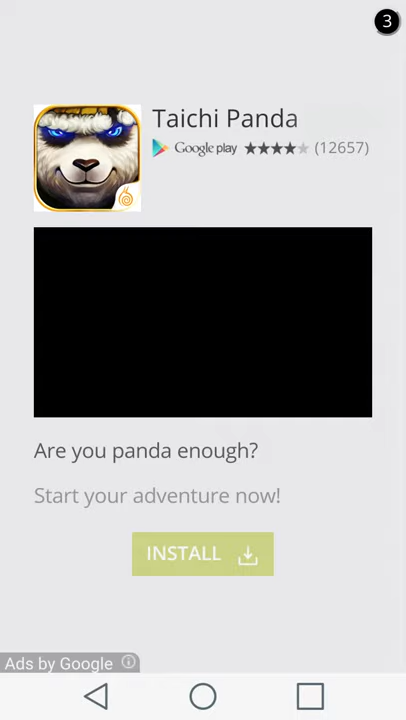 3
Taichi Panda
Google play (12657)
Are you panda enough?
Start your adventure now!
INSTALL
Ads by Google